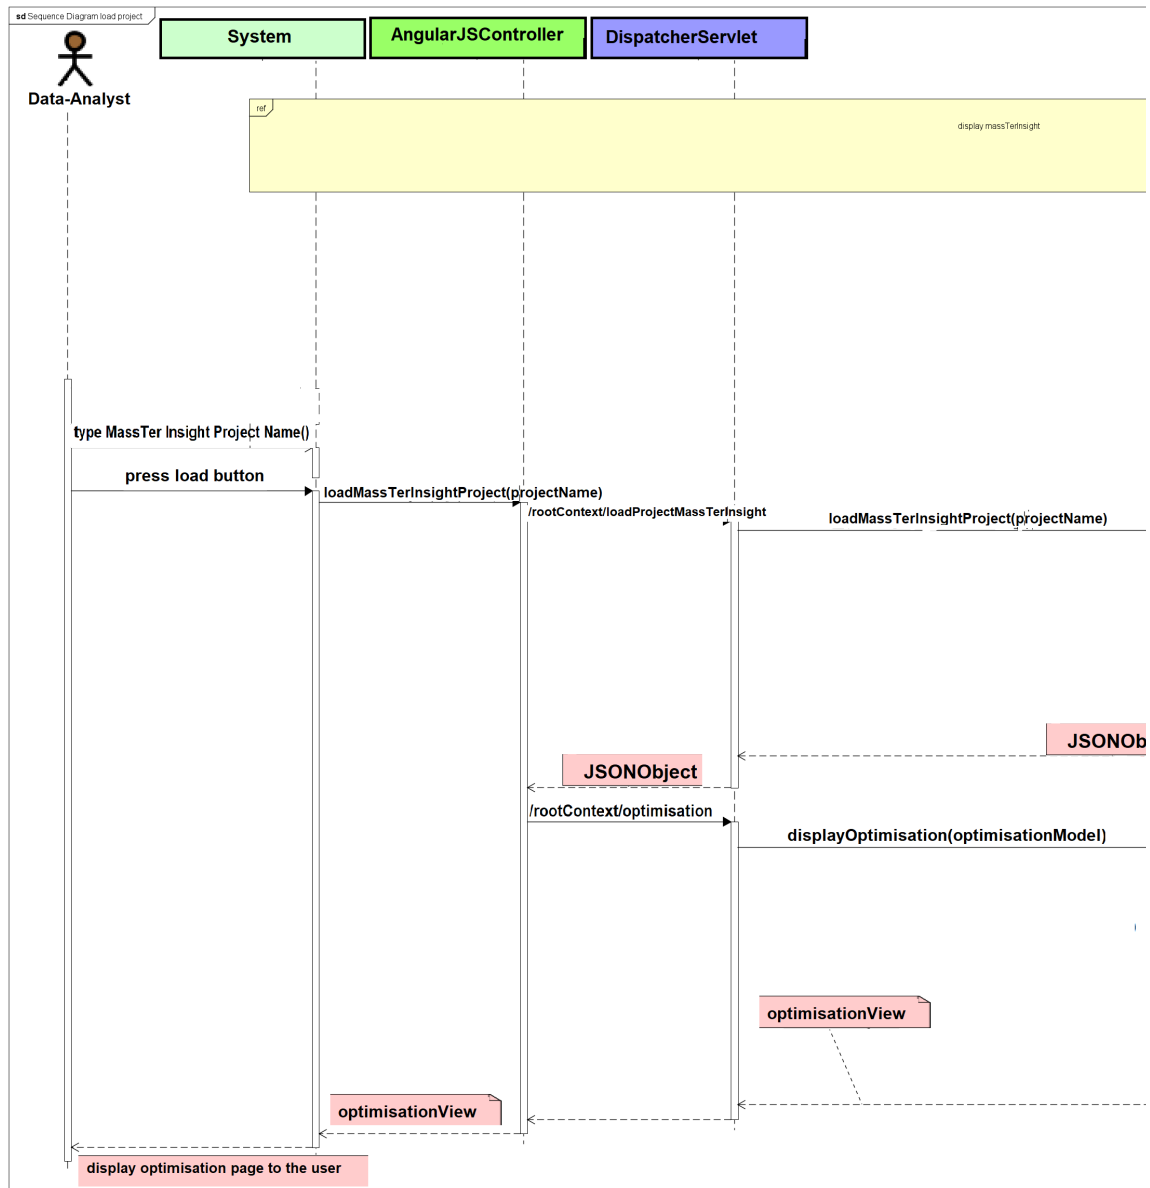 sd Sequence Diagram load project
System
AngularJSController
DispatcherServlet
Data-Analyst
ref
display massTerInsight
type MassTer Insight Project Name()
press load button
loadMassTerInsightProject(projectName)
/rootContext/loadProjectMassTerInsight
loadMassTerInsightProject(projectName)
JSONOb
JSONObject
/rootContext/optimisation
displayOptimisation(optimisationModel)
optimisationView
optimisationView
display optimisation page to the user